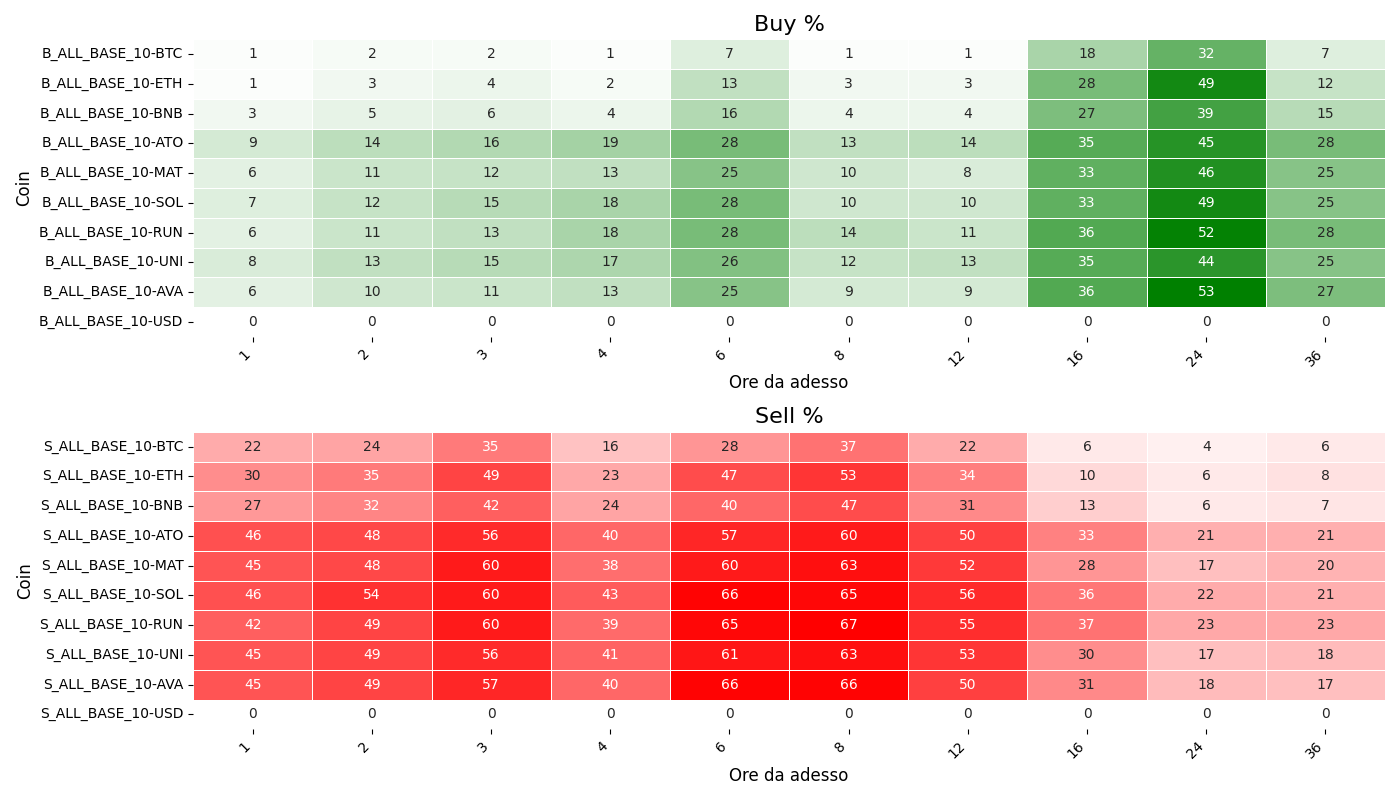 Buy %
Coin
B_ALL_BASE_10-BTC 1 2 2 1 7 1 1 18 32 7
B_ALL_BASE_10-ETH 1 3 4 2 13 3 3 28 49 12
B_ALL_BASE_10-BNB 3 5 6 4 16 4 4 27 39 15
B_ALL_BASE_10-ATO 9 14 16 19 28 13 14 35 45 28
B_ALL_BASE_10-MAT 6 11 12 13 25 10 8 33 46 25
B_ALL_BASE_10-SOL 7 12 15 18 28 10 10 33 49 25
B_ALL_BASE_10-RUN 6 11 13 18 28 14 11 36 52 28
B_ALL_BASE_10-UNI 8 13 15 17 26 12 13 35 44 25
B_ALL_BASE_10-AVA 6 10 11 13 25 9 9 36 53 27
B_ALL_BASE_10-USD 0 0 0 0 0 0 0 0 0 0
1 2 3 4 6 8 12 16 24 36
Ore da adesso
Sell %
Coin
S_ALL_BASE_10-BTC 22 24 35 16 28 37 22 6 4 6
S_ALL_BASE_10-ETH 30 35 49 23 47 53 34 10 6 8
S_ALL_BASE_10-BNB 27 32 42 24 40 47 31 13 6 7
S_ALL_BASE_10-ATO 46 48 56 40 57 60 50 33 21 21
S_ALL_BASE_10-MAT 45 48 60 38 60 63 52 28 17 20
S_ALL_BASE_10-SOL 46 54 60 43 66 65 56 36 22 21
S_ALL_BASE_10-RUN 42 49 60 39 65 67 55 37 23 23
S_ALL_BASE_10-UNI 45 49 56 41 61 63 53 30 17 18
S_ALL_BASE_10-AVA 45 49 57 40 66 66 50 31 18 17
S_ALL_BASE_10-USD 0 0 0 0 0 0 0 0 0 0
1 2 3 4 6 8 12 16 24 36
Ore da adesso